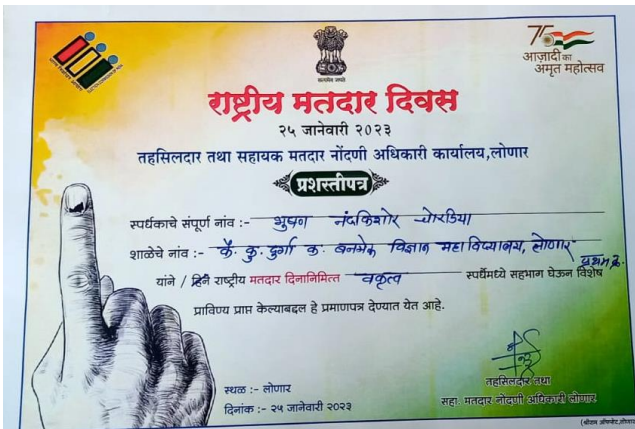 75
आज़ादी का
अमृत महोत्सव
सत्यमेव जयते
राष्ट्रीय मतदार दिवस
२५ जानेवारी २०२३
तहसिलदार तथा सहायक मतदार नोंदणी अधिकारी कार्यालय,लोणार
प्रशस्तीपत्र
स्पर्धकाचे संपूर्ण नांव :- भुषण नंदकिशोर चोरडिया
शाळेचे नांव :- कै. कु. दुर्गा क. बनमेरू विज्ञान महाविद्यालय, लोणार
यांने / हिने राष्ट्रीय मतदार दिनानिमित्त वकृत्व स्पर्धेमध्ये सहभाग घेऊन विशेष प्रथम क्र.
प्राविण्य प्राप्त केल्याबद्दल हे प्रमाणपत्र देण्यात येत आहे.
तहसिलदार तथा
सहा. मतदार नोंदणी अधिकारी लोणार
स्थळ :- लोणार
दिनांक :- २५ जानेवारी २०२३